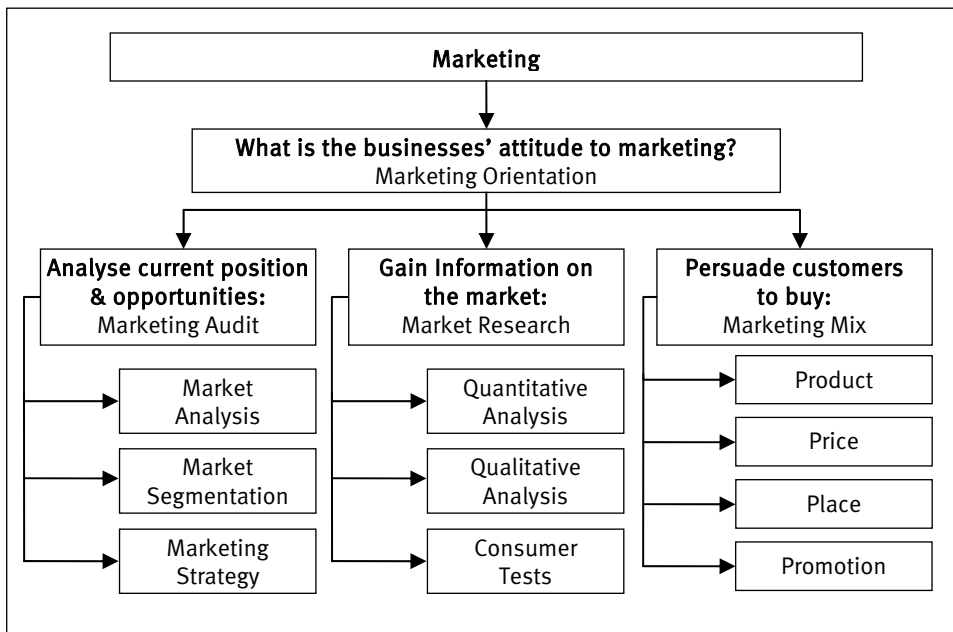 Marketing
What is the businesses' attitude to marketing?
Marketing Orientation
Analyse current position
& opportunities:
Marketing Audit
Market
Analysis
Market
Segmentation
Marketing
Strategy
Gain Information on
the market:
Market Research
Quantitative
Analysis
Qualitative
Analysis
Consumer
Tests
Persuade customers
to buy:
Marketing Mix
Product
Price
Place
Promotion